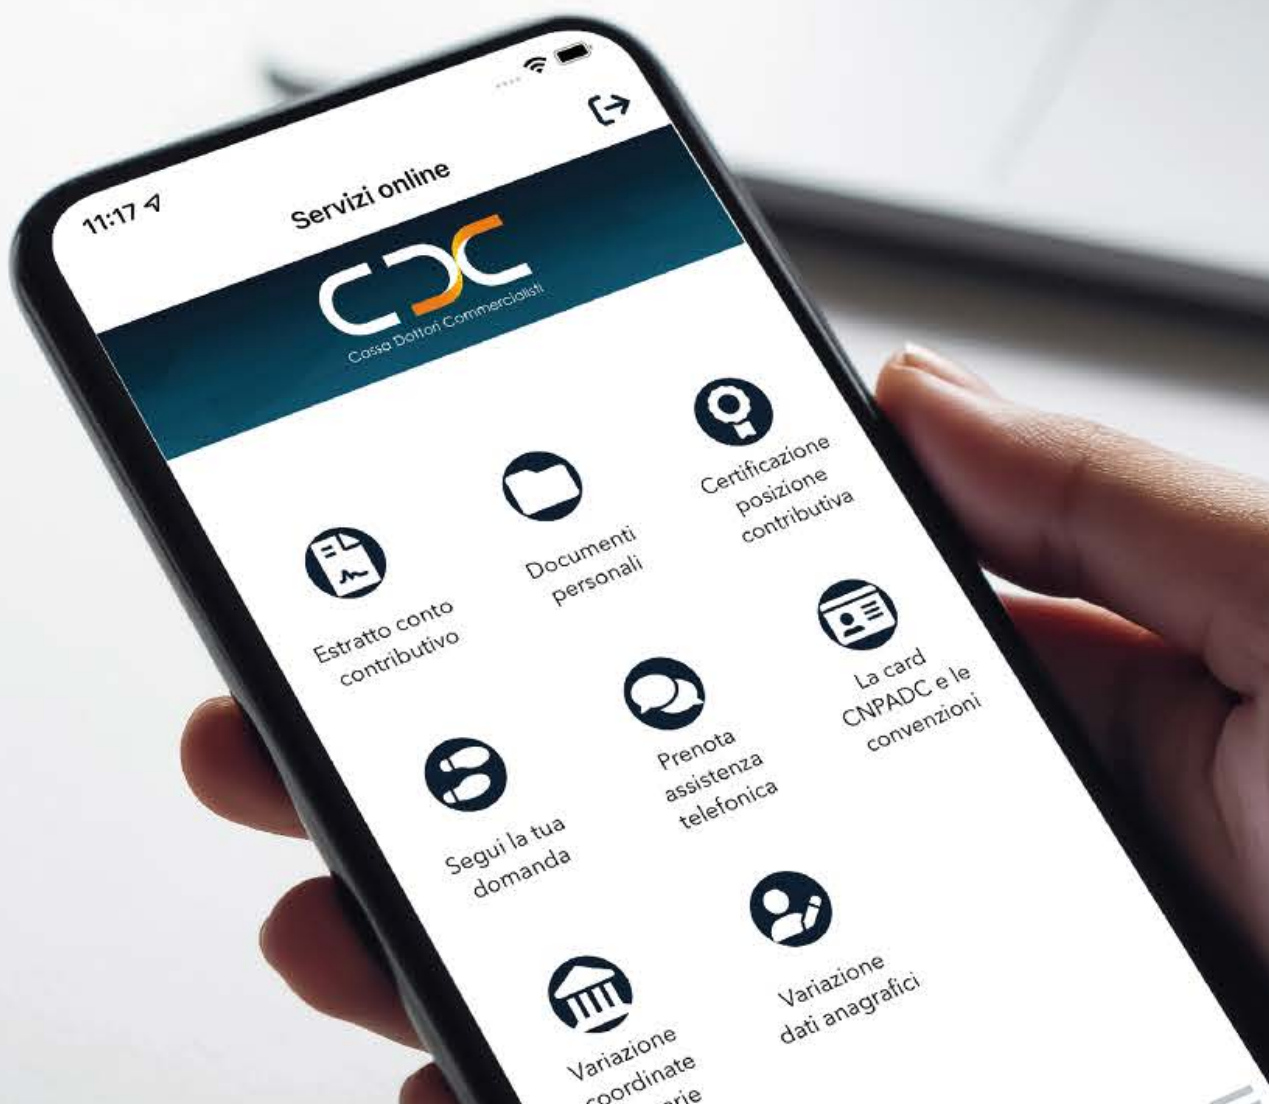 11:17
Servizi online
CDC
Cassa Dottori Commercialisti
Estratto conto
contributivo
Documenti
personali
Certificazione
posizione
contributiva
Segui la tua
domanda
Prenota
assistenza
telefonica
La card
CNPADC e le
convenzioni
Variazione
coordinate
Variazione
dati anagrafici